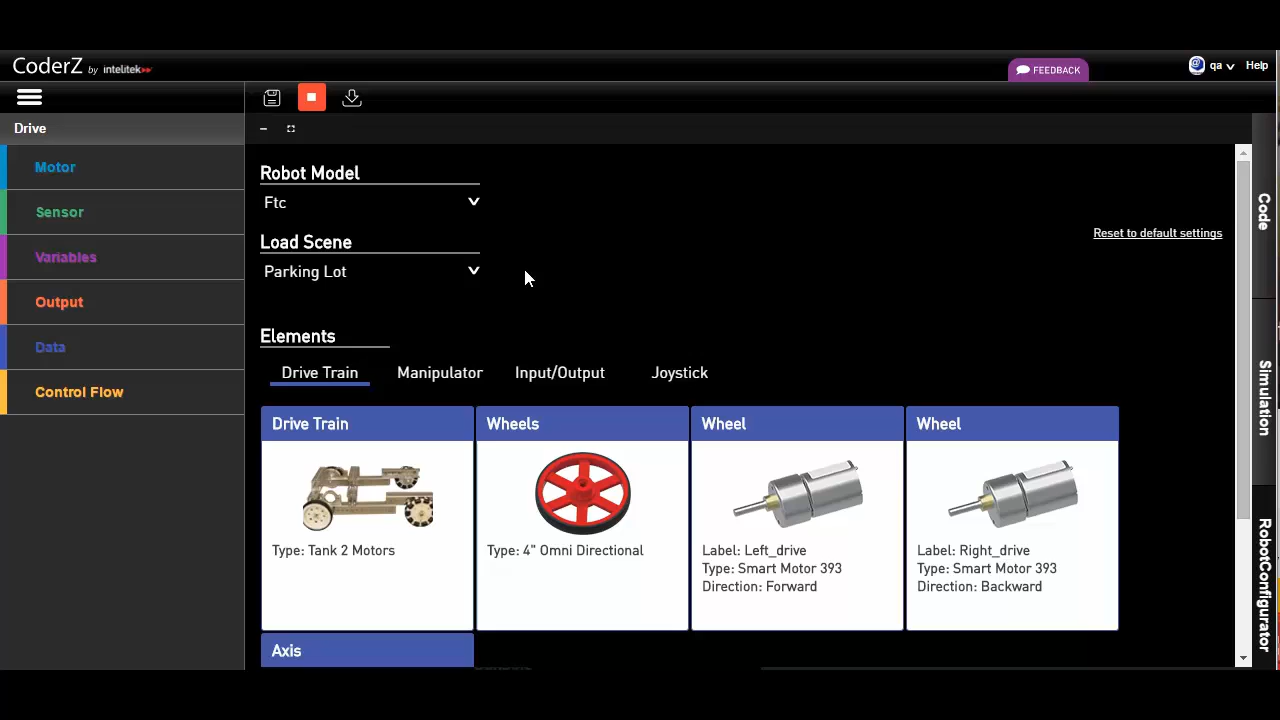 CoderZ by intelitek
FEEDBACK
qa
Help
Drive
Motor
Sensor
Variables
Output
Data
Control Flow
Robot Model
Ftc
Load Scene
Parking Lot
Reset to default settings
Elements
Drive Train
Manipulator
Input/Output
Joystick
Drive Train
Type: Tank 2 Motors
Wheels
Type: 4" Omni Directional
Wheel
Label: Left_drive
Type: Smart Motor 393
Direction: Forward
Wheel
Label: Right_drive
Type: Smart Motor 393
Direction: Backward
Axis
Code
Simulation
RobotConfigurator